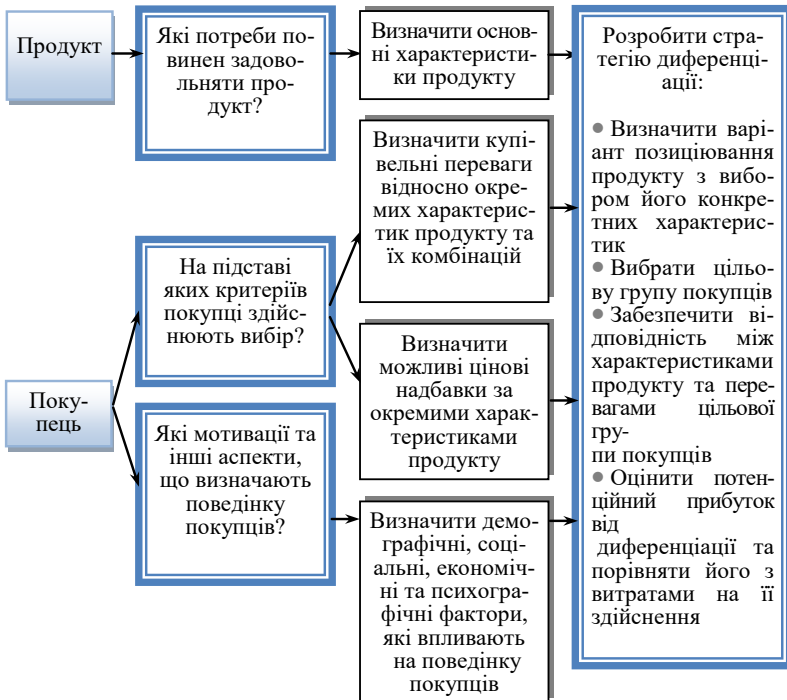 Продукт
Які потреби по-
винен задово-
льняти про-
дукт?
Визначити основ-
ні характеристи-
ки продукту
Визначити купі-
вельні переваги
відносно окре-
мих характерис-
тик продукту та
їх комбінацій
На підставі
яких критеріїв
покупці здійс-
нюють вибір?
Визначити
можливі цінові
надбавки за
окремими харак-
теристиками
продукту
Поку-
пець
Які мотивації та
інші аспекти,
що визначають
поведінку
покупців?
Визначити демо-
графічні, соці-
альні, економіч-
ні та психогра-
фічні фактори,
які впливають
на поведінку
покупців
Розробити стра-
тегію диференці-
ації:
● Визначити варі-
ант позиціювання
продукту з вибо-
ром його конкре-
тних характерис-
тик
● Вибрати цільо-
ву групу покупців
● Забезпечити ві-
дповідність між
характеристиками
продукту та пере-
вагами цільової
гру-
пи покупців
● Оцінити потен-
ційний прибуток
від
диференціації та
порівняти його з
витратами на її
здійснення